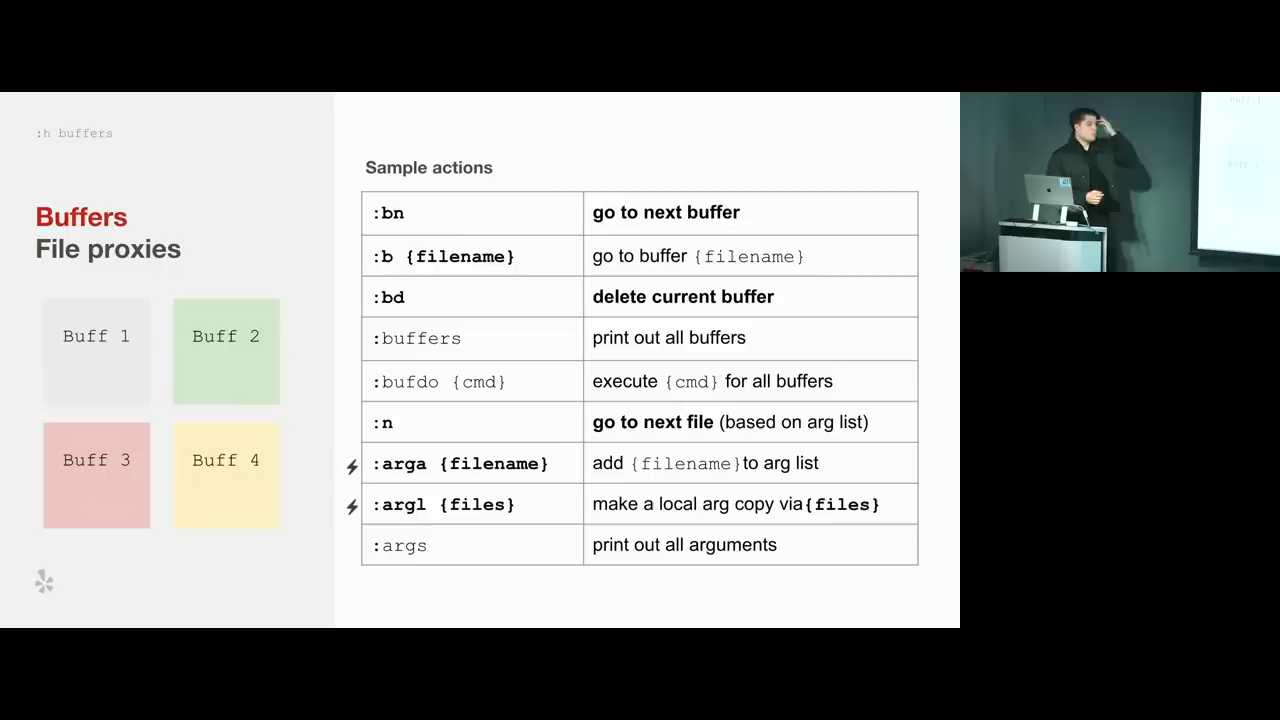 :h buffers
Buffers
File proxies
Buff 1
Buff 2
Buff 3
Buff 4
Sample actions
:bn go to next buffer
:b {filename} go to buffer {filename}
:bd delete current buffer
:buffers print out all buffers
:bufdo {cmd} execute {cmd} for all buffers
:n go to next file (based on arg list)
:arga {filename} add {filename}to arg list
:argl {files} make a local arg copy via{files}
:args print out all arguments